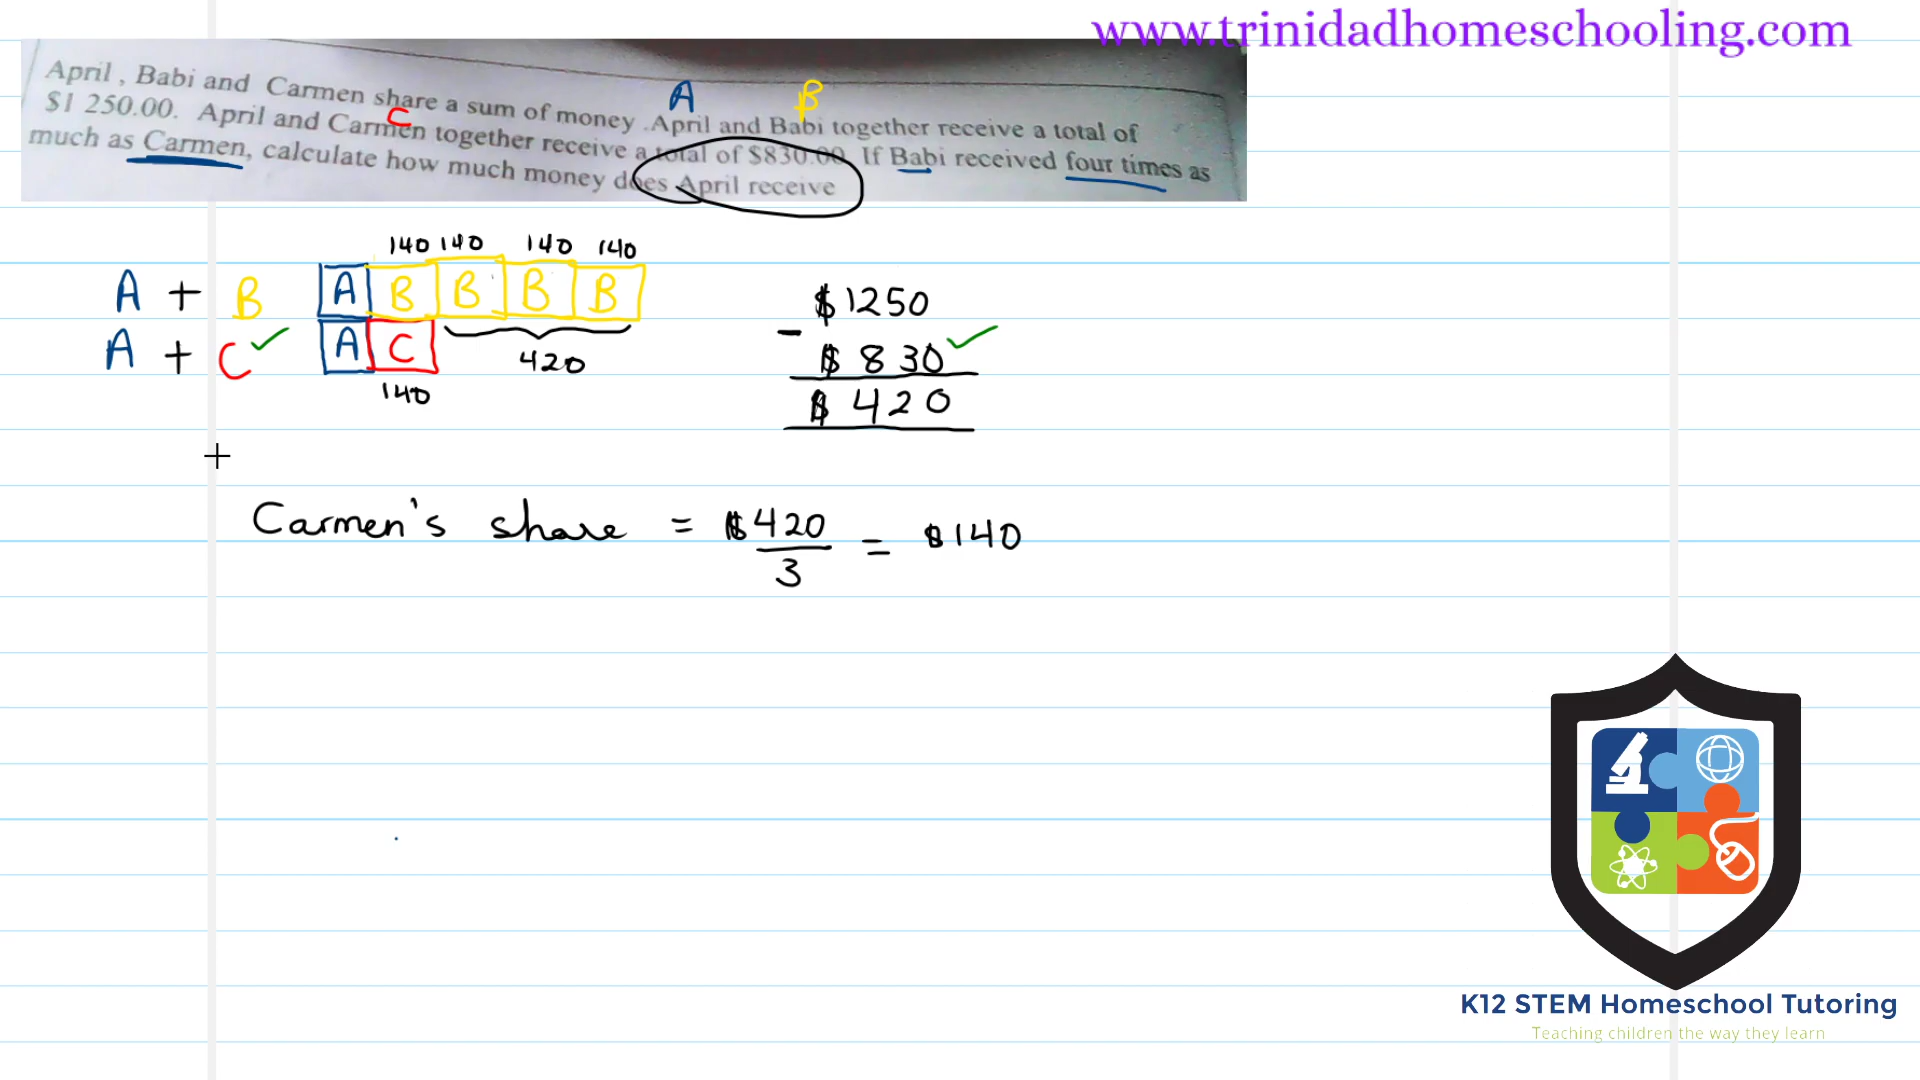 www.trinidadhomeschooling.com
April , Babi and Carmen share a sum of money .April and Babi together receive a total of
$1 250.00. April and Carmen together receive a total of $830.00. If Babi received four times as
much as Carmen, calculate how much money does April receive
A B
C
140 140 140 140
A + B A B B B B
A + C A C
420
140
$1250
- $ 830
$ 420
Carmen's share = $420 = $140
3
K12 STEM Homeschool Tutoring
Teaching children the way they learn